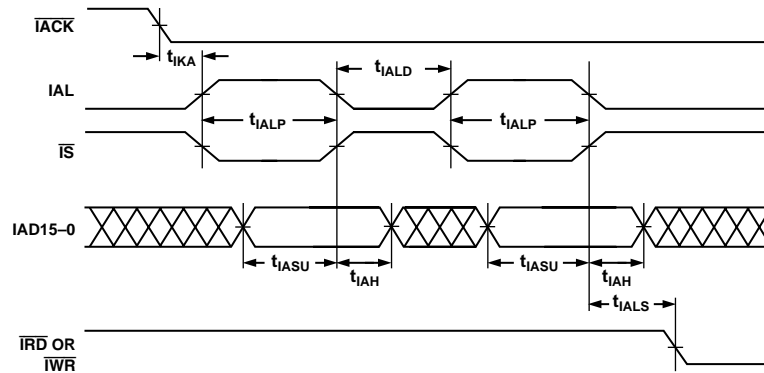 IACK
tIKA
tIALD
IAL
tIALP tIALP
IS
IAD15–0
tIASU tIAH tIASU tIAH
tIALS
IRD OR
IWR